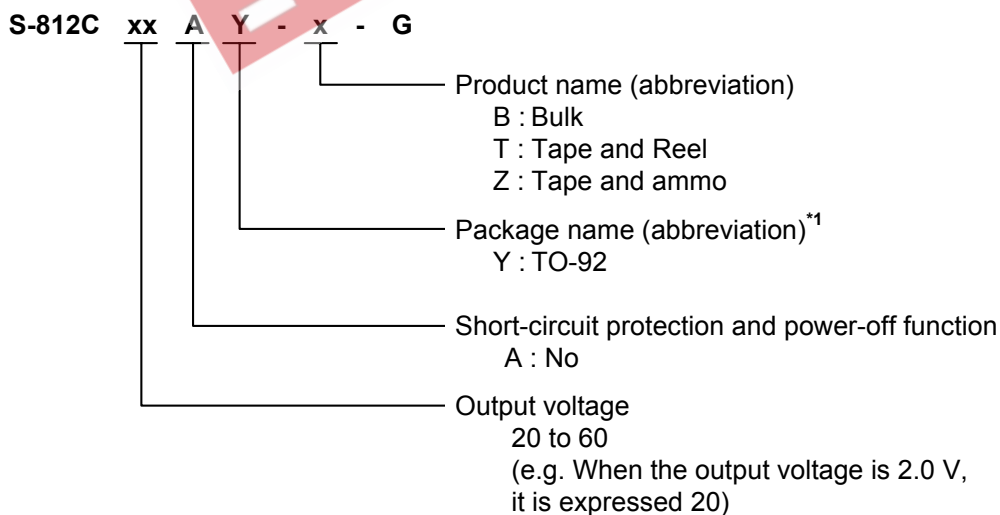 S-812C xx A Y - x - G
Product name (abbreviation)
B : Bulk
T : Tape and Reel
Z : Tape and ammo
Package name (abbreviation)*1
Y : TO-92
Short-circuit protection and power-off function
A : No
Output voltage
20 to 60
(e.g. When the output voltage is 2.0 V,
it is expressed 20)